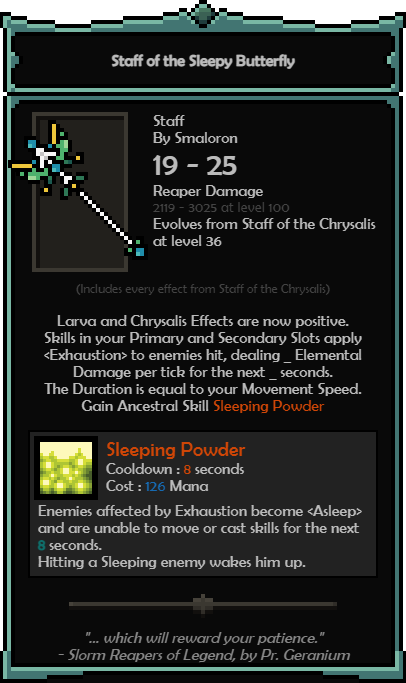 Staff of the Sleepy Butterfly
Staff
By Smaloron
19 - 25
Reaper Damage
2119 - 3025 at level 100
Evolves from Staff of the Chrysalis
at level 36
(Includes every effect from Staff of the Chrysalis)
Larva and Chrysalis Effects are now positive.
Skills in your Primary and Secondary Slots apply
<Exhaustion> to enemies hit, dealing _ Elemental
Damage per tick for the next _ seconds.
The Duration is equal to your Movement Speed.
Gain Ancestral Skill Sleeping Powder
Sleeping Powder
Cooldown : 8 seconds
Cost : 126 Mana
Enemies affected by Exhaustion become <Asleep>
and are unable to move or cast skills for the next
8 seconds.
Hitting a Sleeping enemy wakes him up.
"... which will reward your patience."
- Slorm Reapers of Legend, by Pr. Geranium